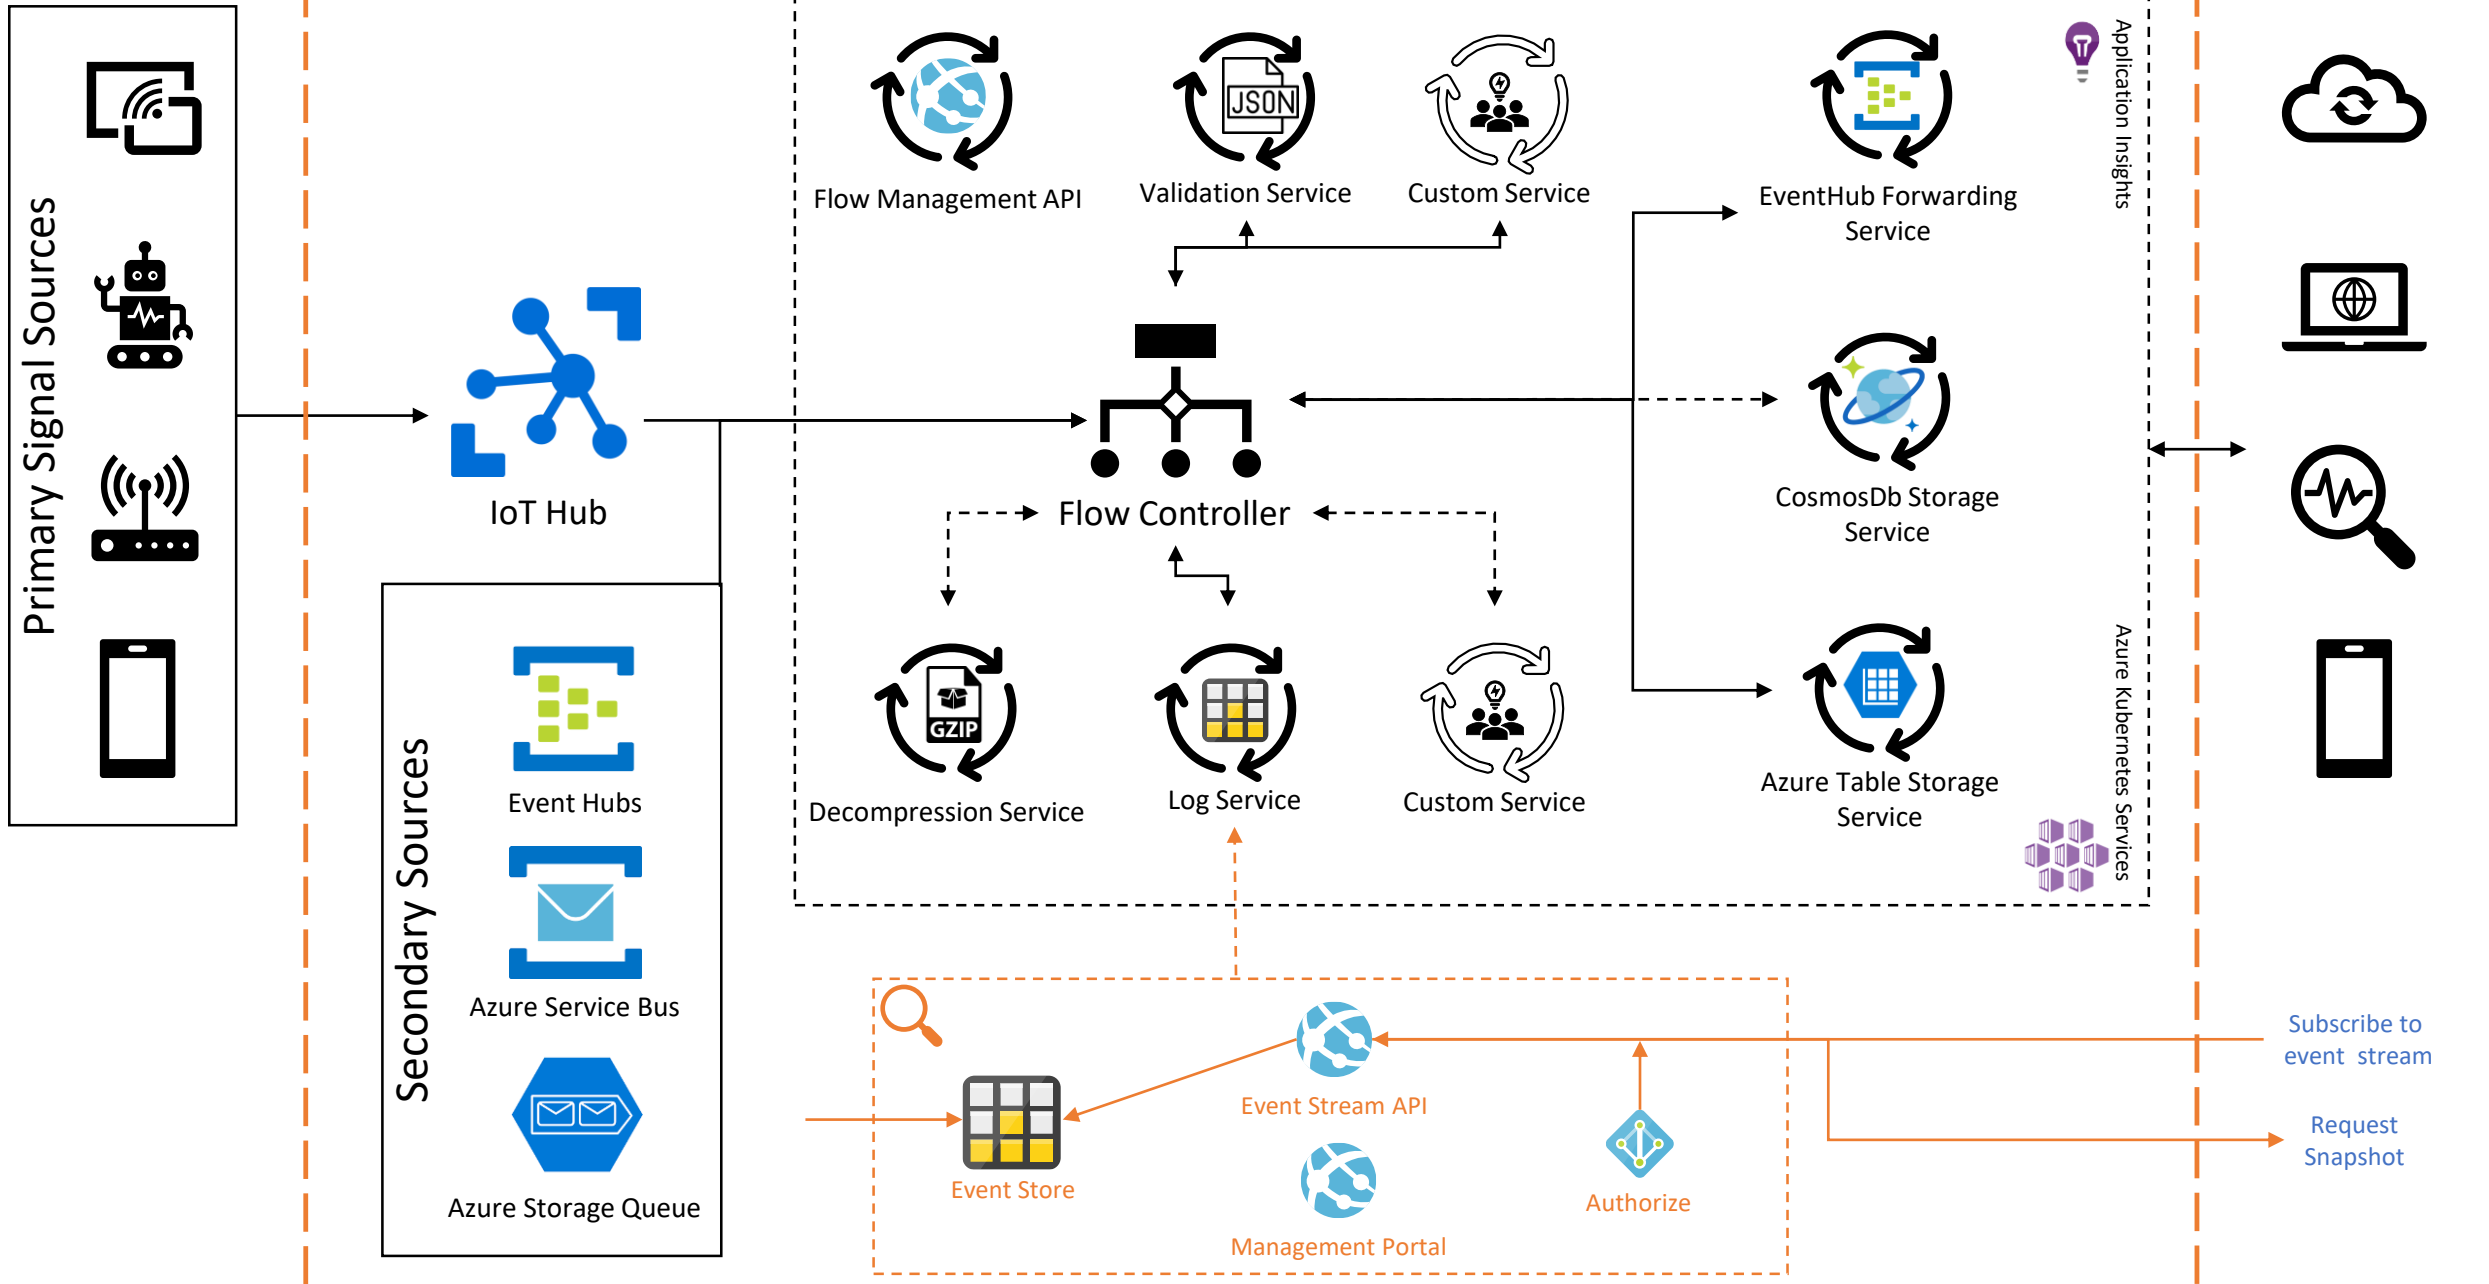 Primary Signal Sources
IoT Hub
Secondary Sources
Event Hubs
Azure Service Bus
Azure Storage Queue
Flow Management API
Validation Service
JSON
Custom Service
EventHub Forwarding
Service
Application Insights
Flow Controller
CosmosDb Storage
Service
GZIP
Decompression Service
Log Service
Custom Service
Azure Table Storage
Service
Azure Kubernetes Services
Event Stream API
Event Store
Management Portal
Authorize
Subscribe to
event stream
Request
Snapshot